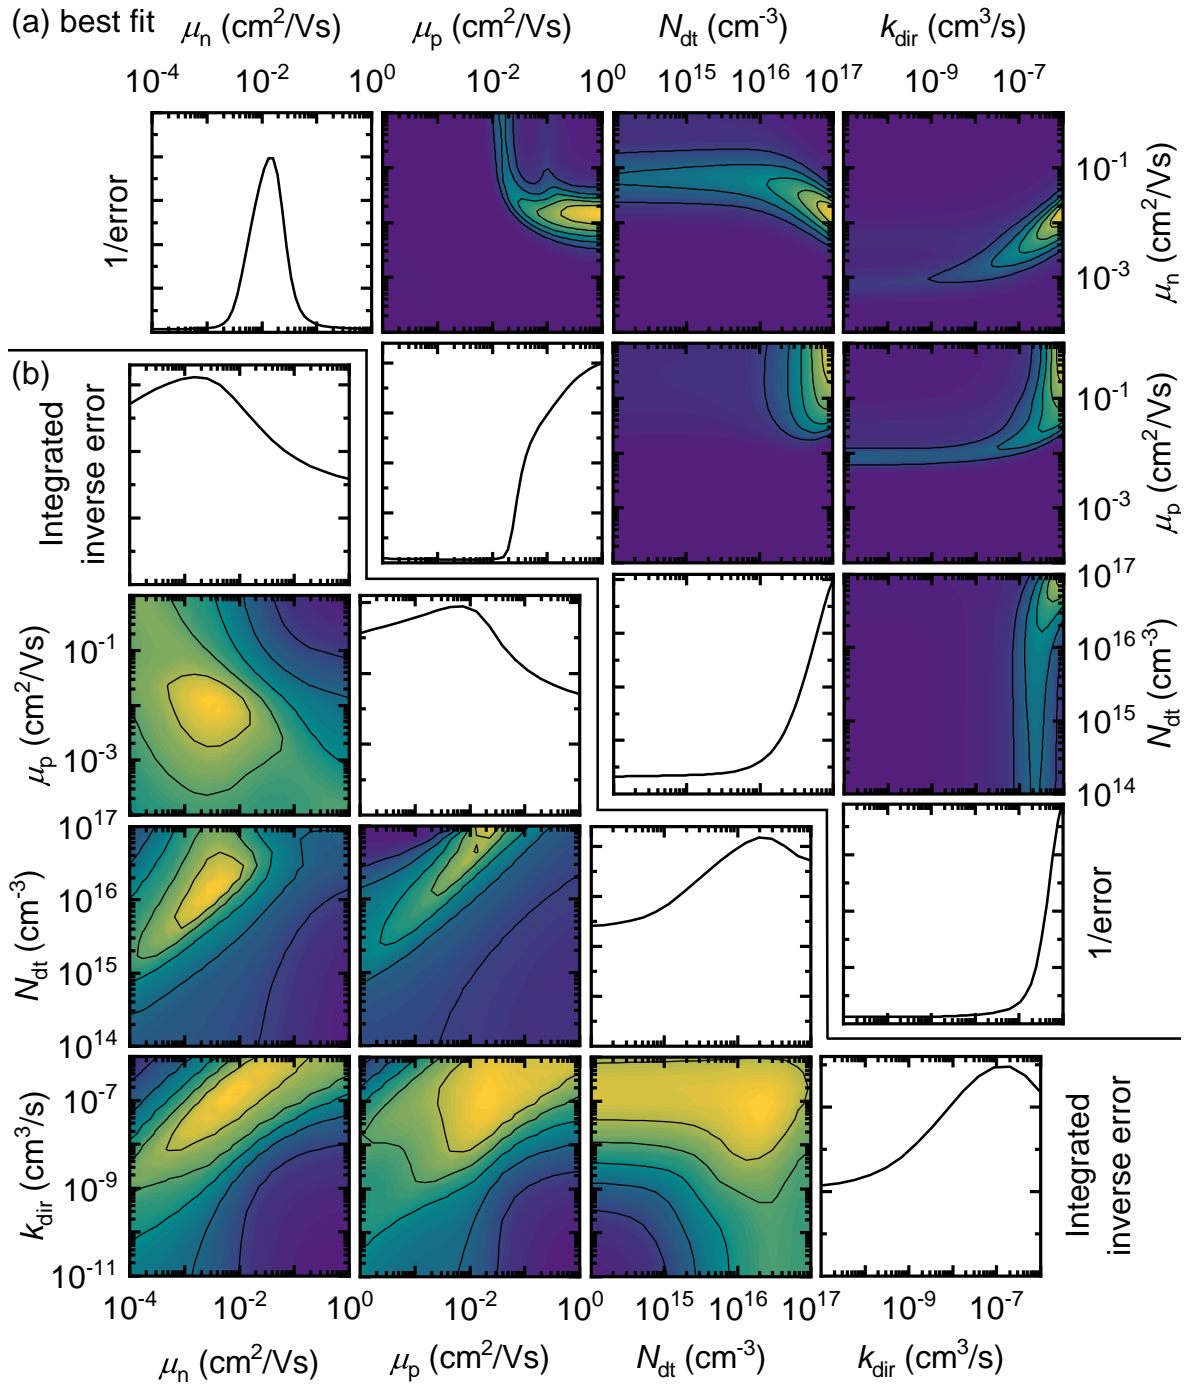 (a) best fit μn (cm²/Vs) μp (cm²/Vs) Ndt (cm-3) kdir (cm³/s)
10-4 10-2 10⁰ 10-2 10⁰ 10¹⁵ 10¹⁶ 10¹⁷ 10-9 10-7
1/error
10-1
10-3
μn (cm²/Vs)
(b)
Integrated
inverse error
10-1
10-3
μp (cm²/Vs)
10¹⁷
10¹⁶
10¹⁵
10¹⁴
Ndt (cm-3)
μp (cm²/Vs)
10-1
10-3
Ndt (cm-3)
10¹⁷
10¹⁶
10¹⁵
10¹⁴
1/error
kdir (cm³/s)
10-7
10-9
10-11
Integrated
inverse error
10-4 10-2 10⁰ 10-2 10⁰ 10¹⁵ 10¹⁶ 10¹⁷ 10-9 10-7
μn (cm²/Vs) μp (cm²/Vs) Ndt (cm-3) kdir (cm³/s)